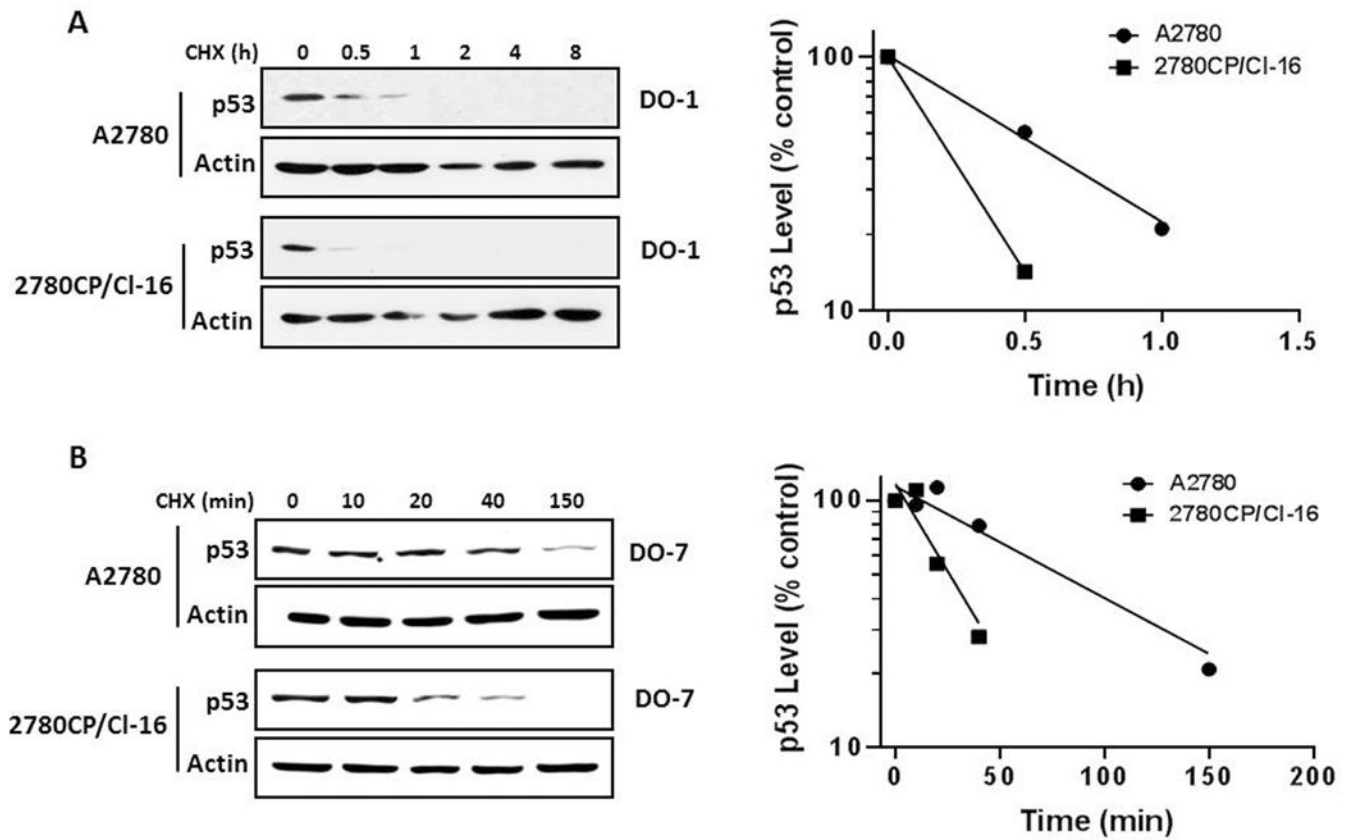 A
CHX (h) 0 0.5 1 2 4 8
A2780
p53
DO-1
Actin
2780CP/Cl-16
p53
DO-1
Actin
A2780
2780CP/Cl-16
p53 Level (% control)
100
10
0.0 0.5 1.0 1.5
Time (h)
B
CHX (min) 0 10 20 40 150
A2780
p53
DO-7
Actin
2780CP/Cl-16
p53
DO-7
Actin
A2780
2780CP/Cl-16
p53 Level (% control)
100
10
0 50 100 150 200
Time (min)